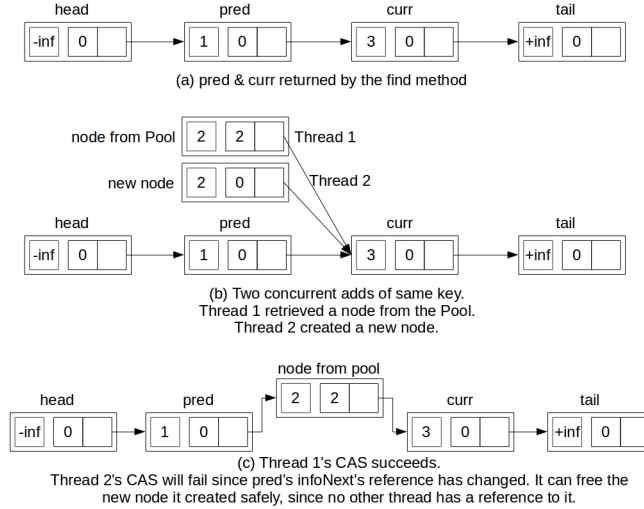 head pred curr tail
-inf 0 1 0 3 0 +inf 0
(a) pred & curr returned by the find method
node from Pool 2 2 Thread 1
new node 2 0 Thread 2
head pred curr tail
-inf 0 1 0 3 0 +inf 0
(b) Two concurrent adds of same key.
Thread 1 retrieved a node from the Pool.
Thread 2 created a new node.
node from pool
2 2
head pred curr tail
-inf 0 1 0 3 0 +inf 0
(c) Thread 1's CAS succeeds.
Thread 2's CAS will fail since pred's infoNext's reference has changed. It can free the
new node it created safely, since no other thread has a reference to it.